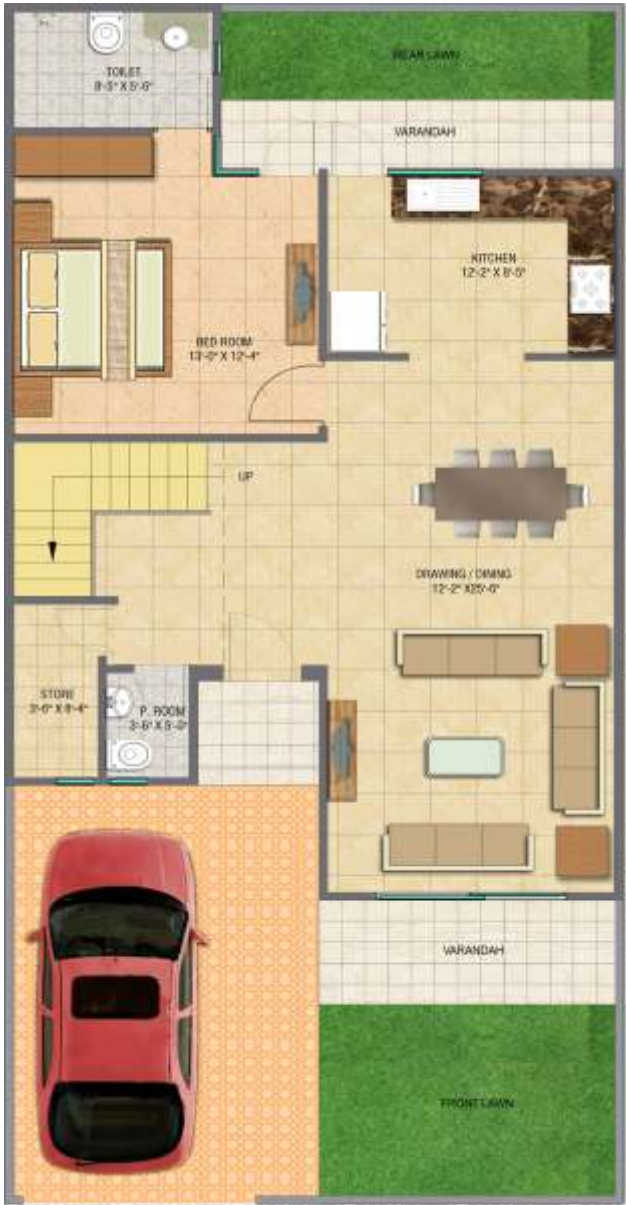 REAR LAWN
TOILET
8'-5" X 5'-6"
VARANDAH
KITCHEN
12'-2" X 8'-5"
BED ROOM
13'-0" X 12'-4"
UP
DRAWING / DINING
12'-2" X25'-6"
STORE
3'-6" X 8'-4"
P. ROOM
3'-6" X 5'-0"
VARANDAH
FRONT LAWN